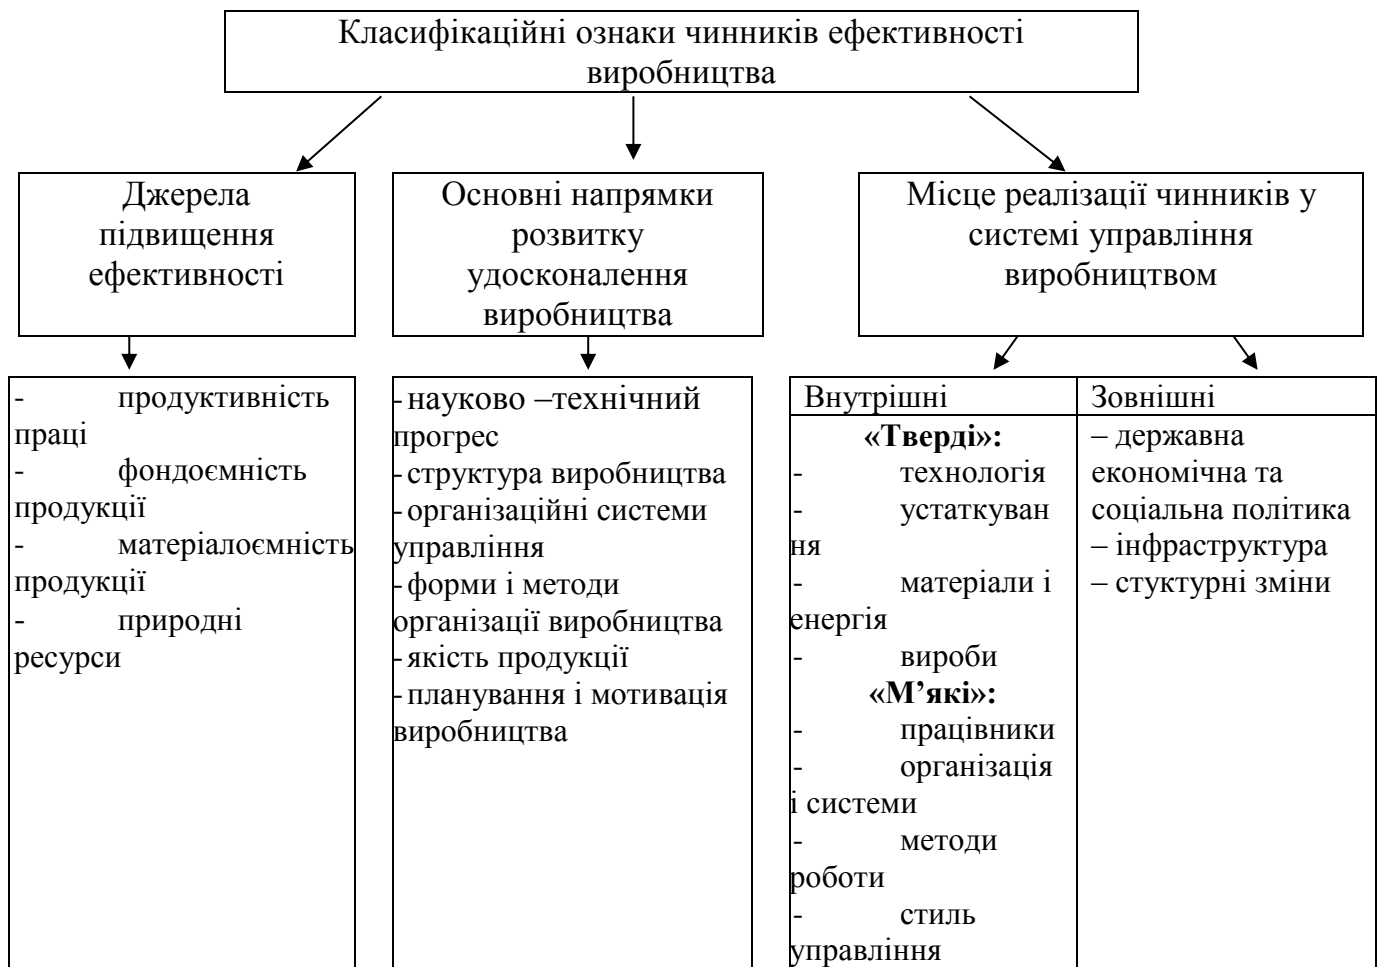 Класифікаційні ознаки чинників ефективності
виробництва
Джерела
підвищення
ефективності
Основні напрямки
розвитку
удосконалення
виробництва
Місце реалізації чинників у
системі управління
виробництвом
- продуктивність
праці
- фондоємність
продукції
- матеріалоємність
продукції
- природні
ресурси
- науково –технічний
прогрес
- структура виробництва
- організаційні системи
управління
- форми і методи
організації виробництва
- якість продукції
- планування і мотивація
виробництва
Внутрішні
«Тверді»:
- технологія
- устаткуван
ня
- матеріали і
енергія
- вироби
«М’які»:
- працівники
- організація
і системи
- методи
роботи
- стиль
управління
Зовнішні
– державна
економічна та
соціальна політика
– інфраструктура
– стуктурні зміни